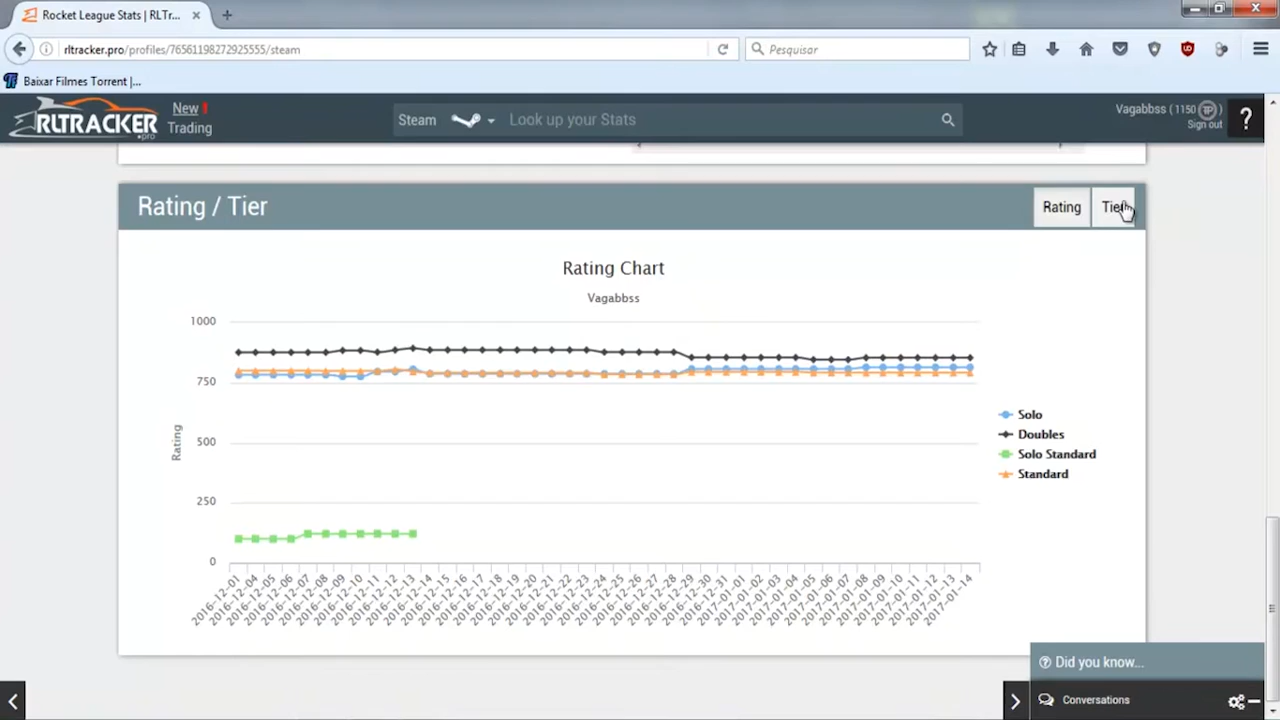 Rocket League Stats | RLTr...
rltracker.pro/profiles/76561198272925555/steam
Pesquisar
Baixar Filmes Torrent |...
RLTRACKER
.pro
New !
Trading
Steam
Look up your Stats
Vagabbss ( 1150 TP )
Sign out
?
Rating / Tier
Rating
Tier
Rating Chart
Vagabbss
1000
750
500
250
0
Rating
Solo
Doubles
Solo Standard
Standard
2016-12-01
2016-12-04
2016-12-05
2016-12-06
2016-12-07
2016-12-08
2016-12-09
2016-12-10
2016-12-11
2016-12-12
2016-12-13
2016-12-14
2016-12-15
2016-12-16
2016-12-17
2016-12-18
2016-12-19
2016-12-20
2016-12-21
2016-12-22
2016-12-23
2016-12-24
2016-12-25
2016-12-26
2016-12-27
2016-12-28
2016-12-29
2016-12-30
2016-12-31
2017-01-01
2017-01-02
2017-01-03
2017-01-04
2017-01-05
2017-01-06
2017-01-07
2017-01-08
2017-01-09
2017-01-10
2017-01-11
2017-01-12
2017-01-13
2017-01-14
Did you know...
Conversations